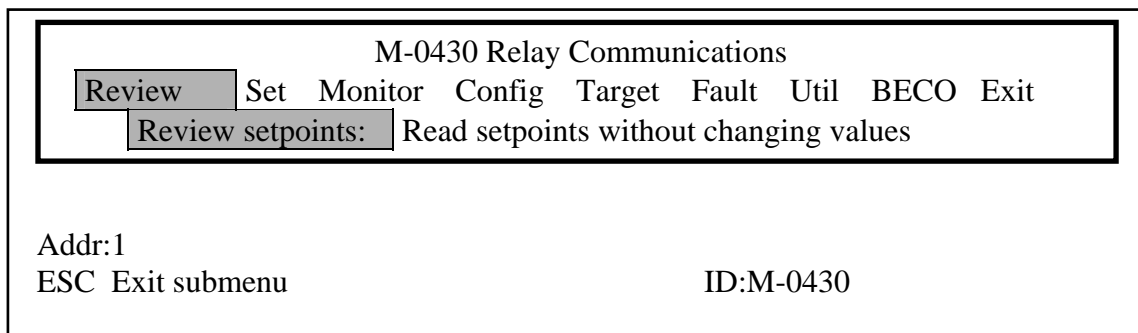 M-0430 Relay Communications
Review Set Monitor Config Target Fault Util BECO Exit
Review setpoints: Read setpoints without changing values
Addr:1
ESC Exit submenu ID:M-0430